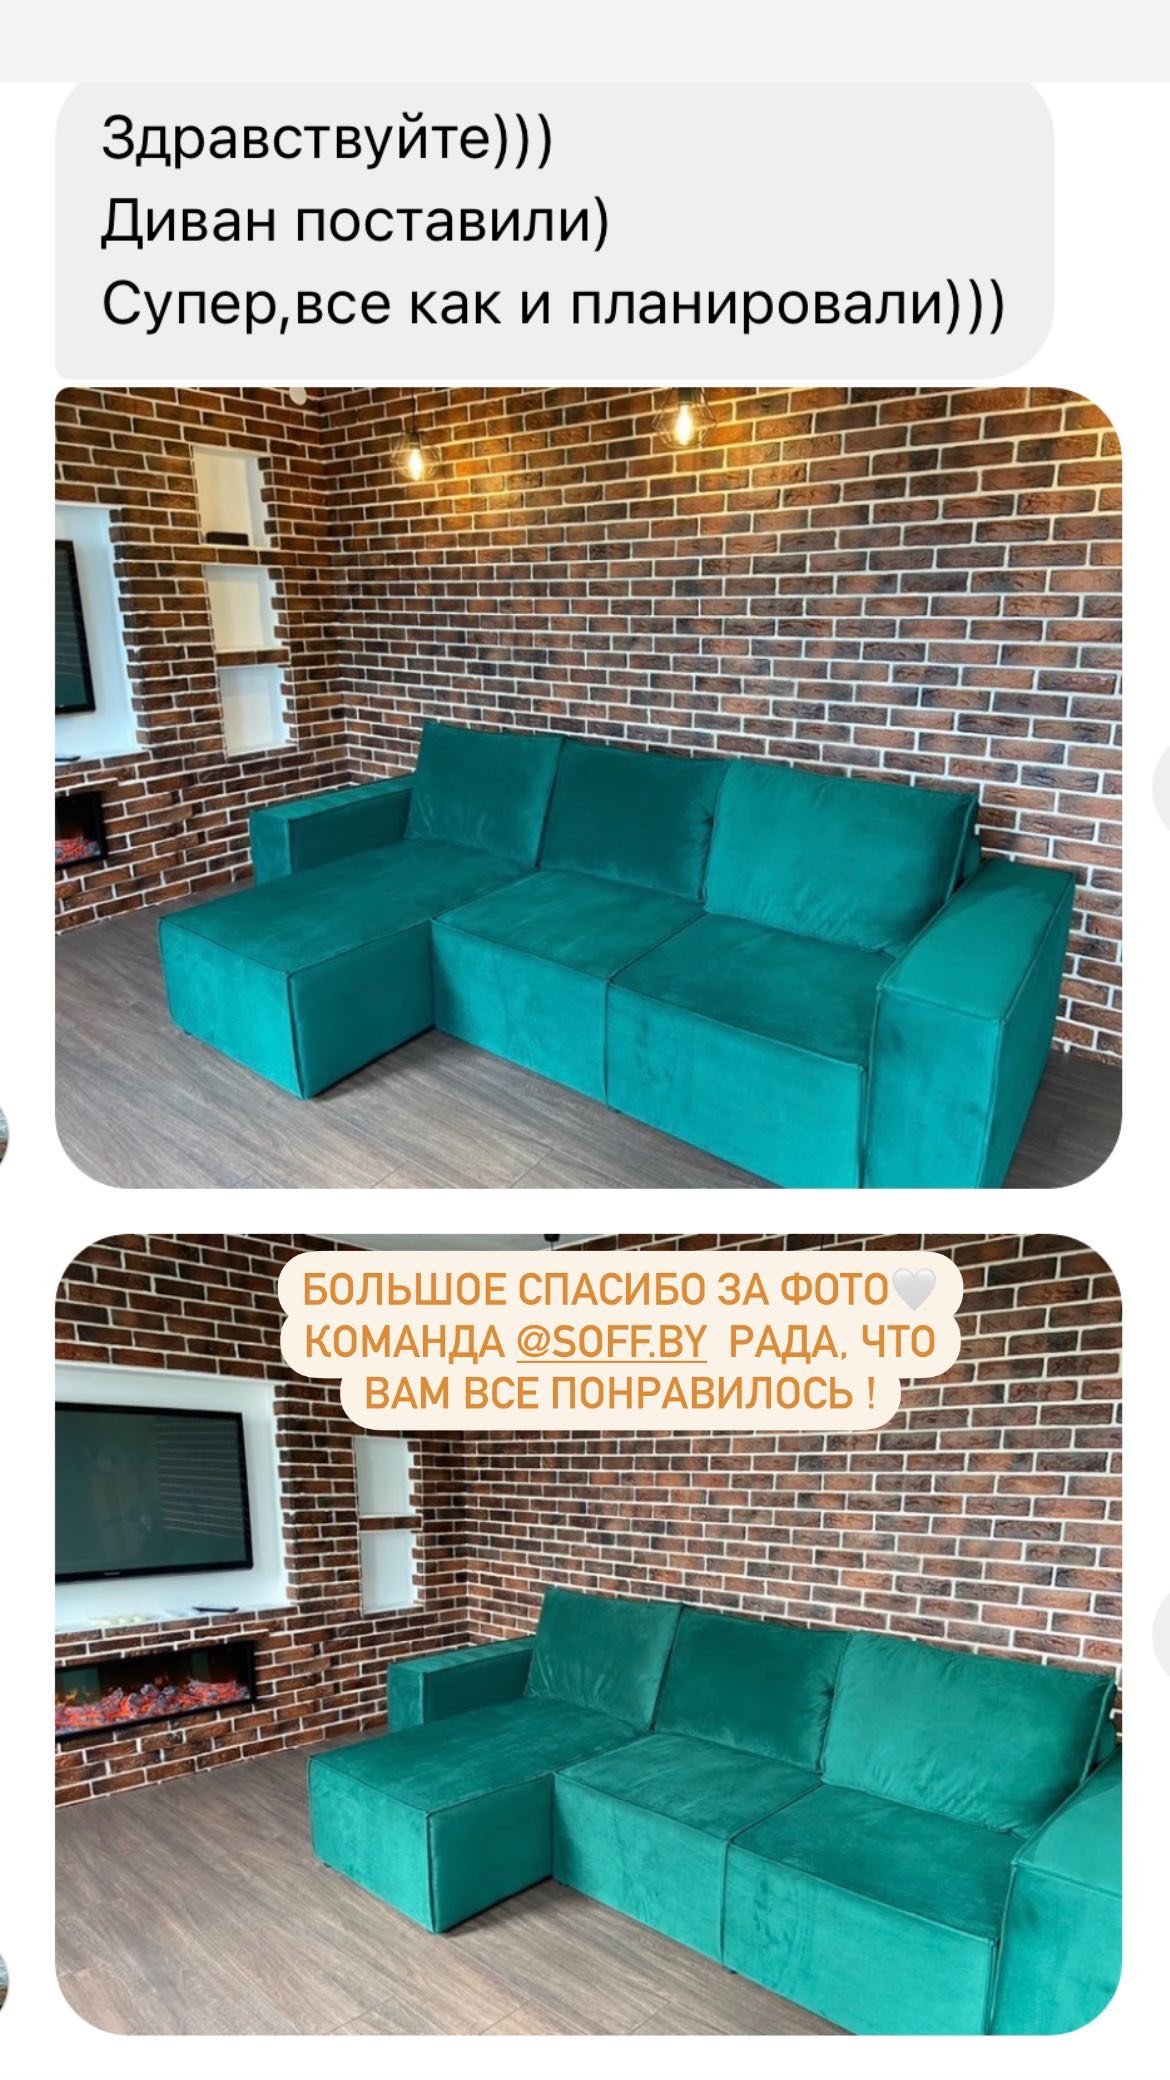 Здравствуйте)))
Диван поставили)
Супер,все как и планировали)))
БОЛЬШОЕ СПАСИБО ЗА ФОТО🤍
КОМАНДА @SOFF.BY РАДА, ЧТО
ВАМ ВСЕ ПОНРАВИЛОСЬ !